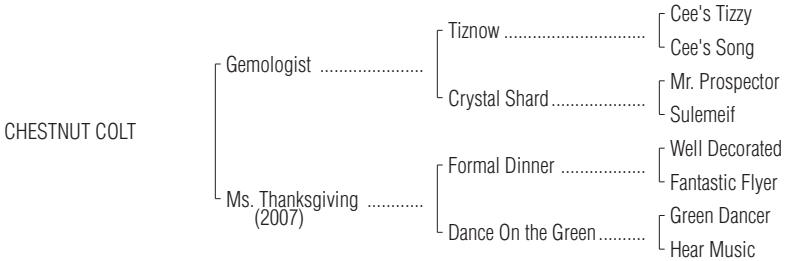 Cee's Tizzy
Tiznow ..............................
Cee's Song
Gemologist ......................
Mr. Prospector
Crystal Shard....................
Sulemeif
CHESTNUT COLT
Well Decorated
Formal Dinner ..................
Fantastic Flyer
Ms. Thanksgiving ............
(2007)
Green Dancer
Dance On the Green..........
Hear Music